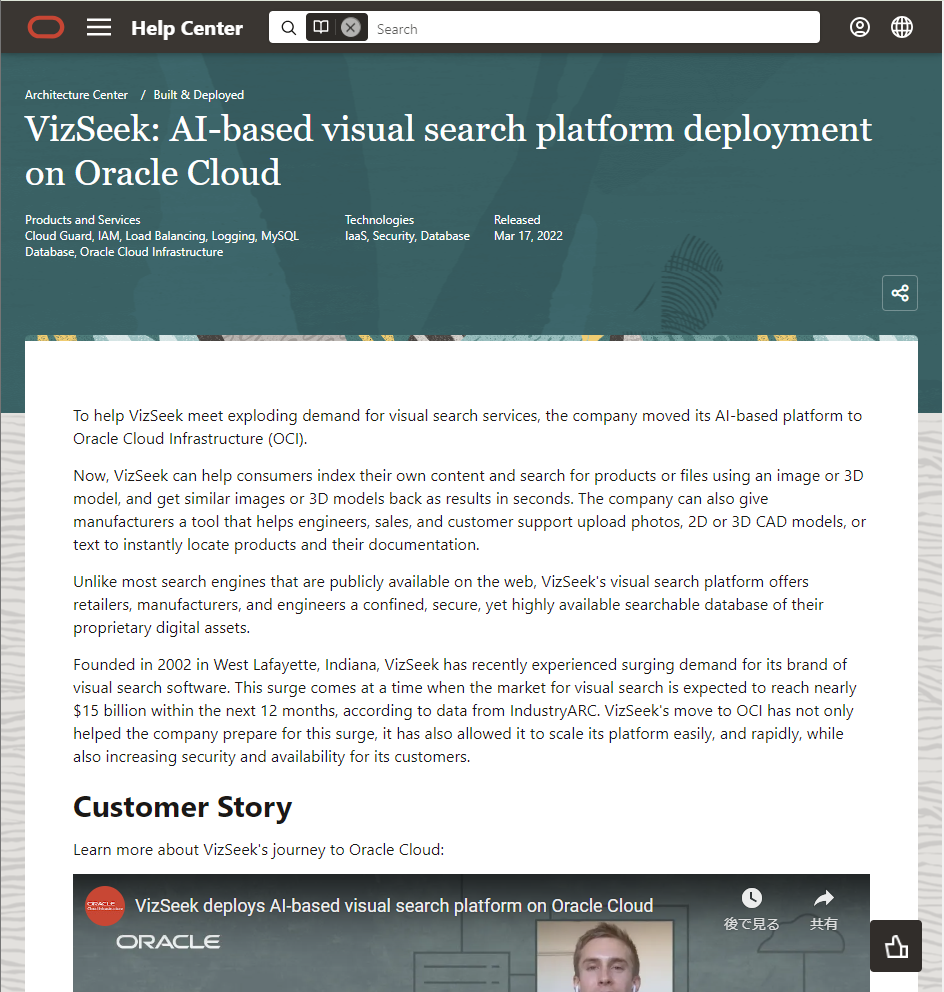 Help Center
Search
Architecture Center / Built & Deployed
VizSeek: AI-based visual search platform deployment
on Oracle Cloud
Products and Services
Cloud Guard, IAM, Load Balancing, Logging, MySQL
Database, Oracle Cloud Infrastructure
Technologies
IaaS, Security, Database
Released
Mar 17, 2022
To help VizSeek meet exploding demand for visual search services, the company moved its AI-based platform to
Oracle Cloud Infrastructure (OCI).
Now, VizSeek can help consumers index their own content and search for products or files using an image or 3D
model, and get similar images or 3D models back as results in seconds. The company can also give
manufacturers a tool that helps engineers, sales, and customer support upload photos, 2D or 3D CAD models, or
text to instantly locate products and their documentation.
Unlike most search engines that are publicly available on the web, VizSeek's visual search platform offers
retailers, manufacturers, and engineers a confined, secure, yet highly available searchable database of their
proprietary digital assets.
Founded in 2002 in West Lafayette, Indiana, VizSeek has recently experienced surging demand for its brand of
visual search software. This surge comes at a time when the market for visual search is expected to reach nearly
$15 billion within the next 12 months, according to data from IndustryARC. VizSeek's move to OCI has not only
helped the company prepare for this surge, it has also allowed it to scale its platform easily, and rapidly, while
also increasing security and availability for its customers.
Customer Story
Learn more about VizSeek's journey to Oracle Cloud:
ORACLE
VizSeek deploys AI-based visual search platform on Oracle Cloud
後で見る
共有
ORACLE